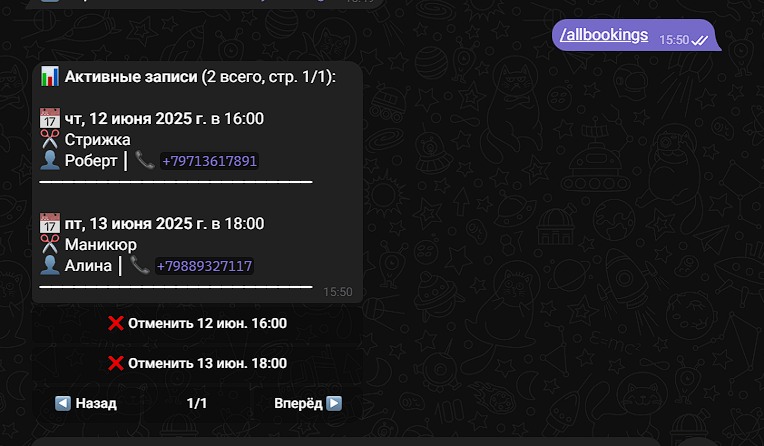 /allbookings 15:50
📊 Активные записи (2 всего, стр. 1/1):
чт, 12 июня 2025 г. в 16:00
Стрижка
Роберт | 📞 +79713617891
пт, 13 июня 2025 г. в 18:00
Маникюр
Алина | 📞 +79889327117
15:50
❌ Отменить 12 июн. 16:00
❌ Отменить 13 июн. 18:00
◀️ Назад 1/1 Вперёд ▶️